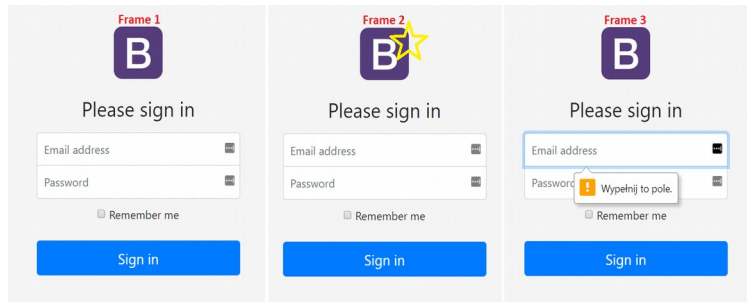 Frame 1
B
Please sign in
Email address
Password
Remember me
Sign in
Frame 2
B
Please sign in
Email address
Password
Remember me
Sign in
Frame 3
B
Please sign in
Email address
Password
Wypełnij to pole.
Remember me
Sign in